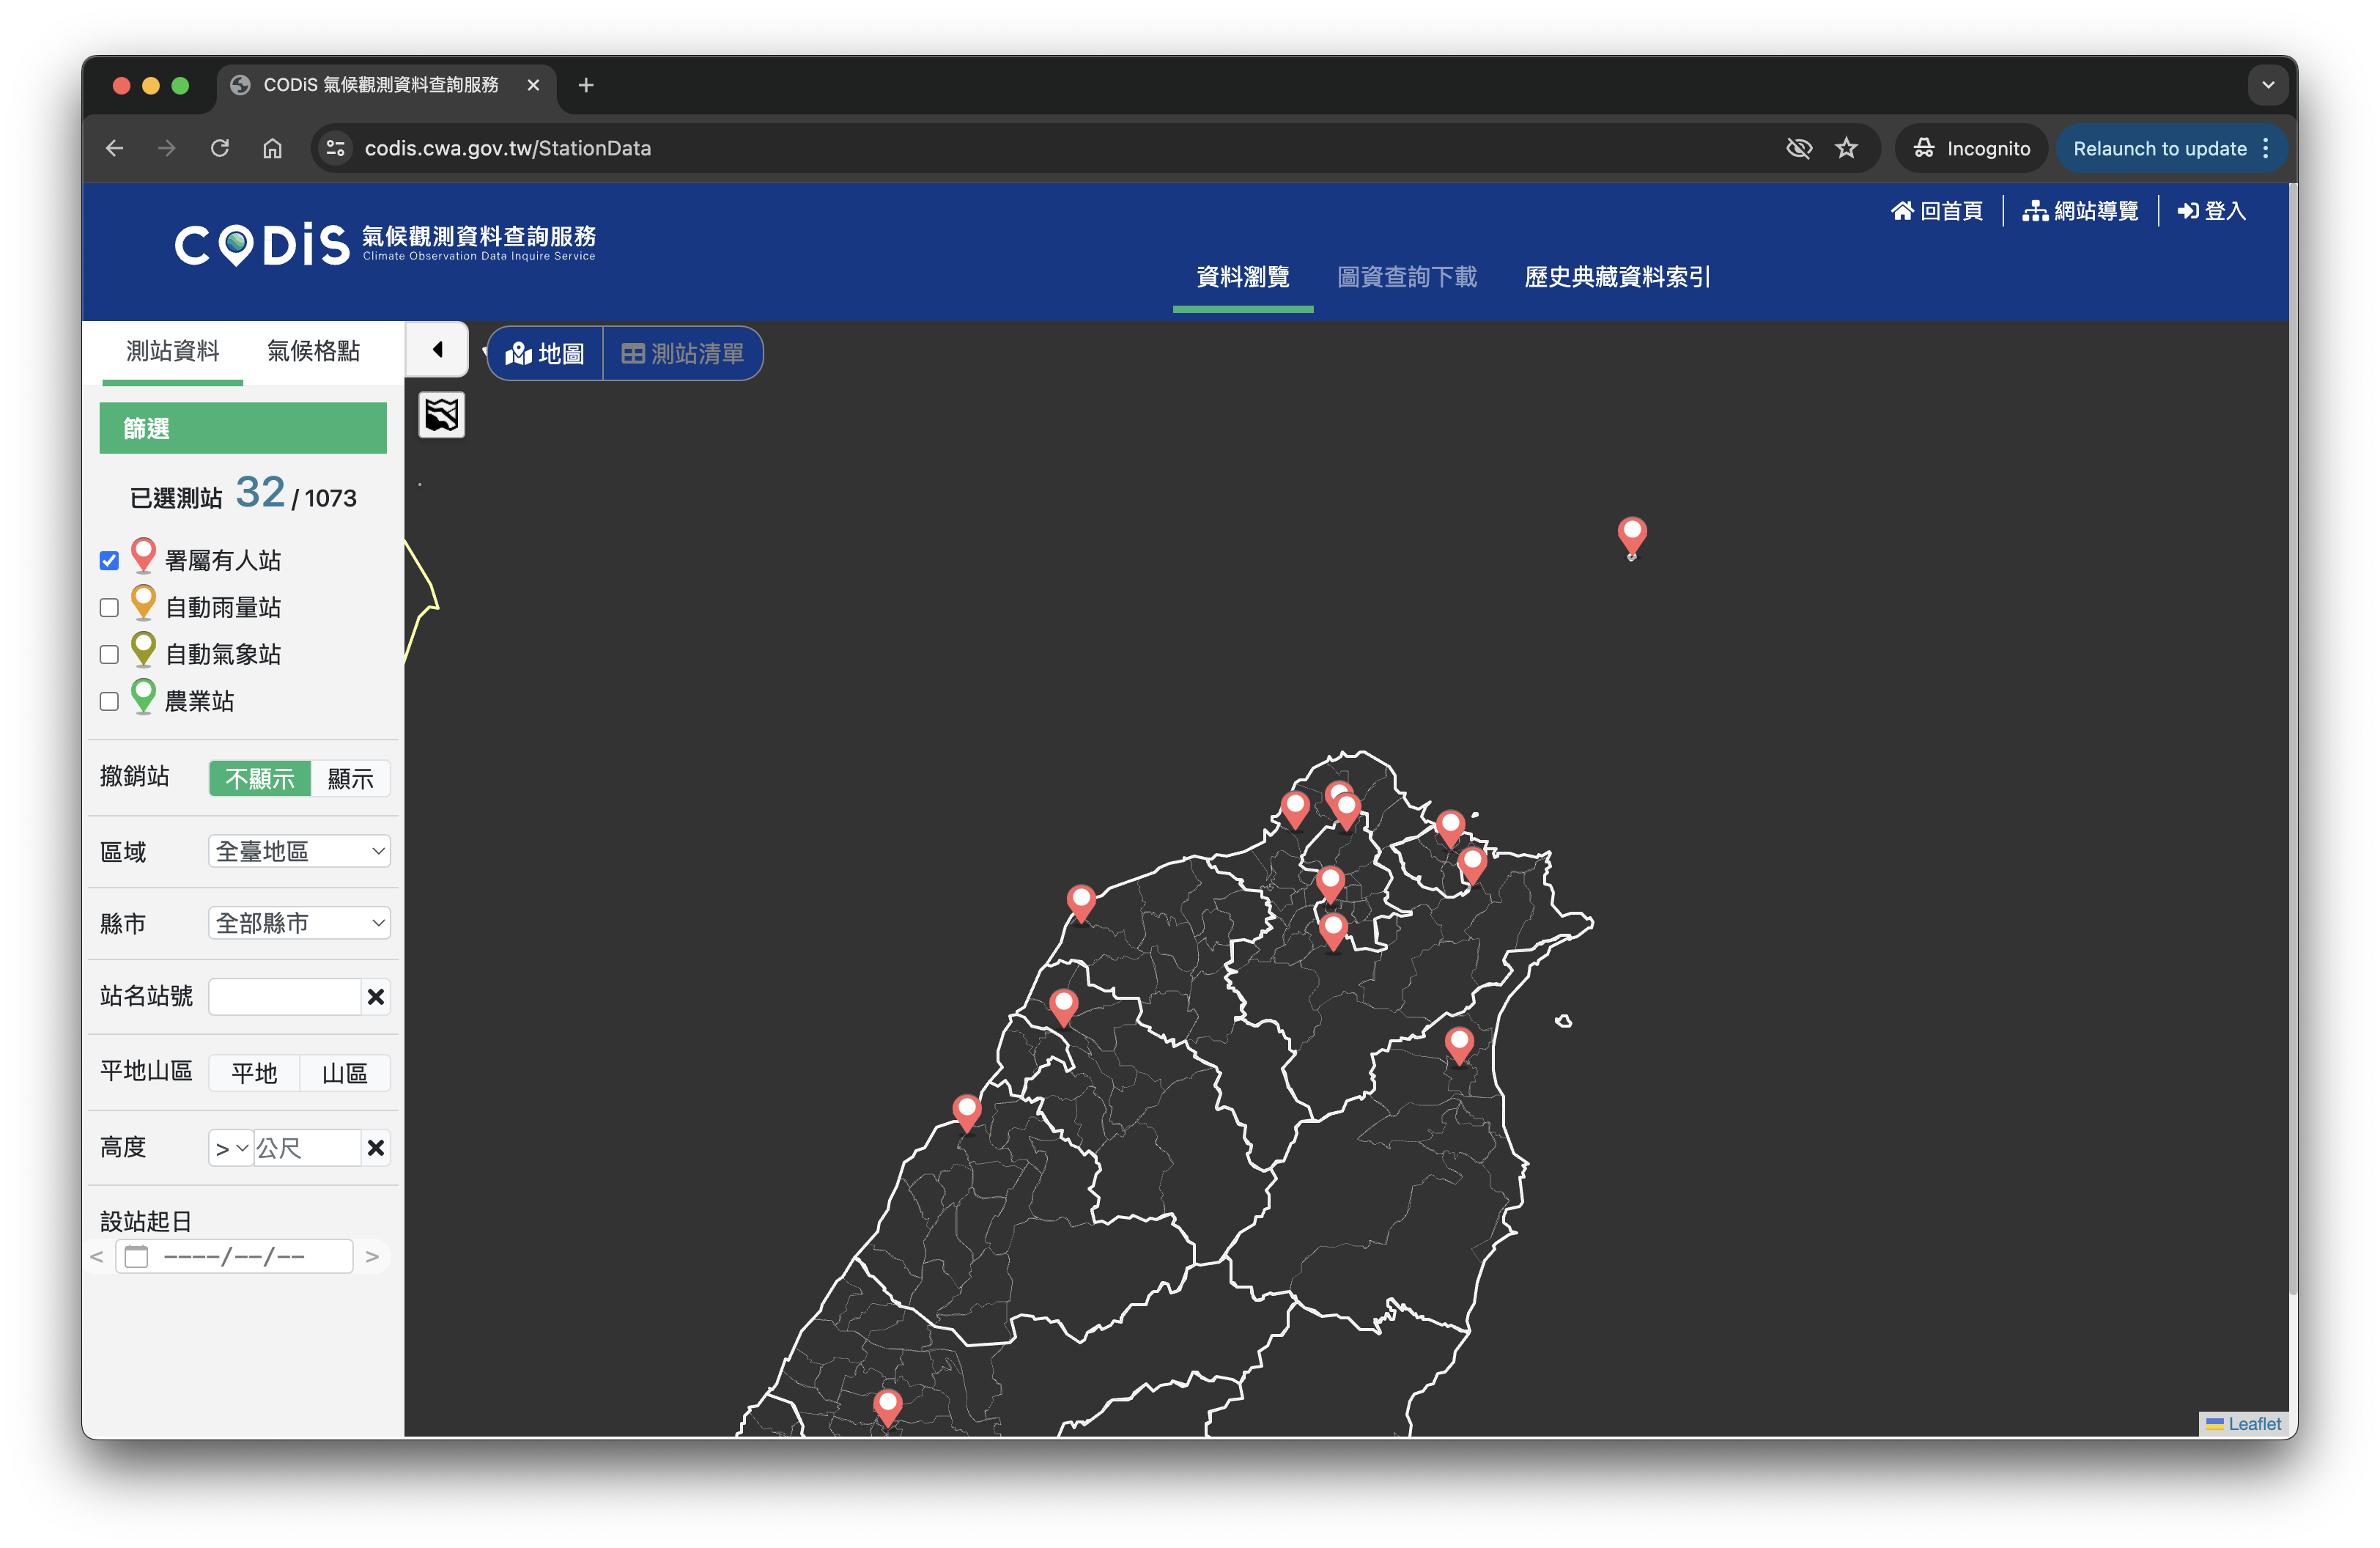 CODiS 氣候觀測資料查詢服務
codis.cwa.gov.tw/StationData
Incognito
Relaunch to update
回首頁
網站導覽
登入
CODiS 氣候觀測資料查詢服務
Climate Observation Data Inquire Service
資料瀏覽
圖資查詢下載
歷史典藏資料索引
測站資料
氣候格點
地圖
測站清單
篩選
已選測站 32 / 1073
署屬有人站
自動雨量站
自動氣象站
農業站
撤銷站 不顯示 顯示
區域 全臺地區
縣市 全部縣市
站名站號
平地山區 平地 山區
高度 > 公尺
設站起日
< ----/--/-- >
Leaflet